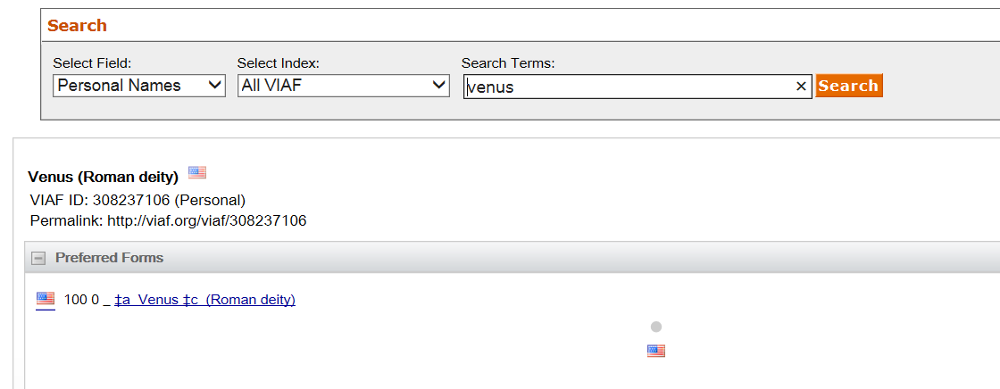 Search
Select Field: Select Index: Search Terms:
Personal Names All VIAF venus × Search
Venus (Roman deity)
VIAF ID: 308237106 (Personal)
Permalink: http://viaf.org/viaf/308237106
Preferred Forms
100 0 _ ‡a Venus ‡c (Roman deity)